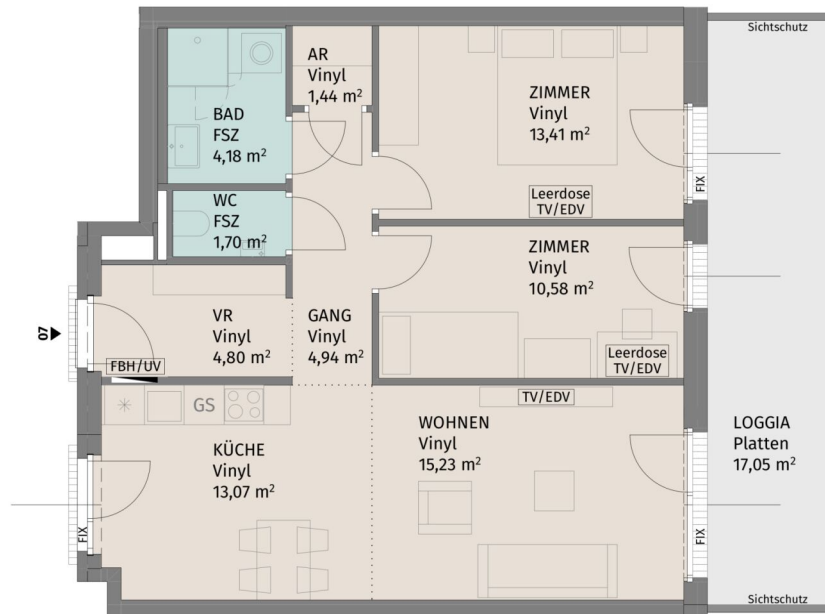 Sichtschutz
AR
Vinyl
1,44 m²
BAD
FSZ
4,18 m²
ZIMMER
Vinyl
13,41 m²
FIX
Leerdose
TV/EDV
WC
FSZ
1,70 m²
ZIMMER
Vinyl
10,58 m²
Leerdose
TV/EDV
07
VR
Vinyl
4,80 m²
GANG
Vinyl
4,94 m²
FBH/UV
GS
TV/EDV
KÜCHE
Vinyl
13,07 m²
WOHNEN
Vinyl
15,23 m²
LOGGIA
Platten
17,05 m²
FIX
FIX
Sichtschutz